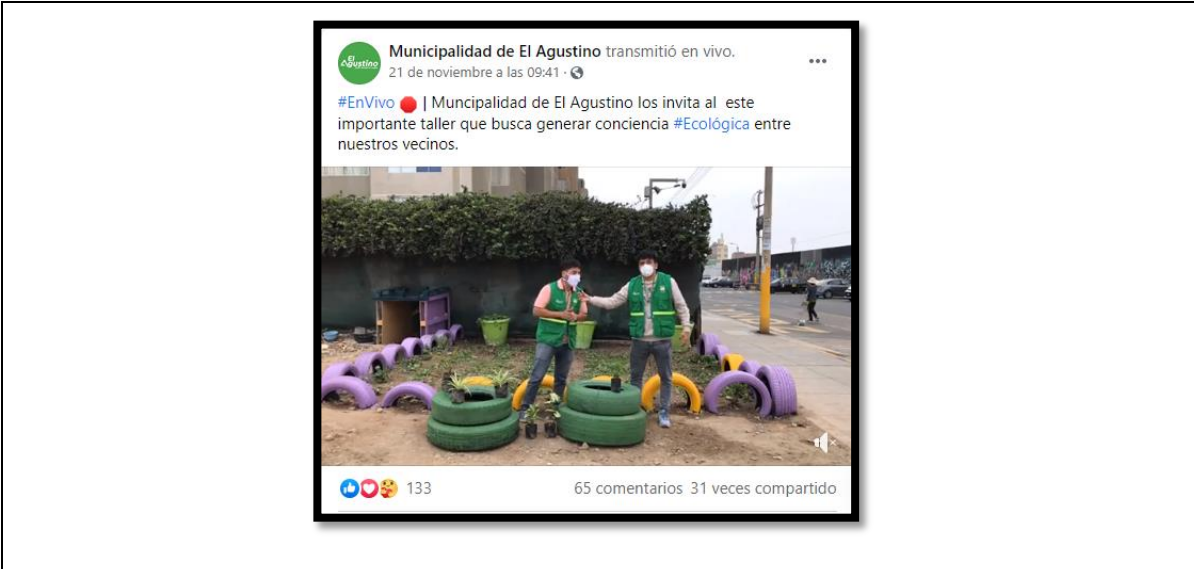 El
Agustino
Municipalidad de El Agustino transmitió en vivo.
21 de noviembre a las 09:41 ·
#EnVivo 🛑 | Muncipalidad de El Agustino los invita al este
importante taller que busca generar conciencia #Ecológica entre
nuestros vecinos.
133 65 comentarios 31 veces compartido